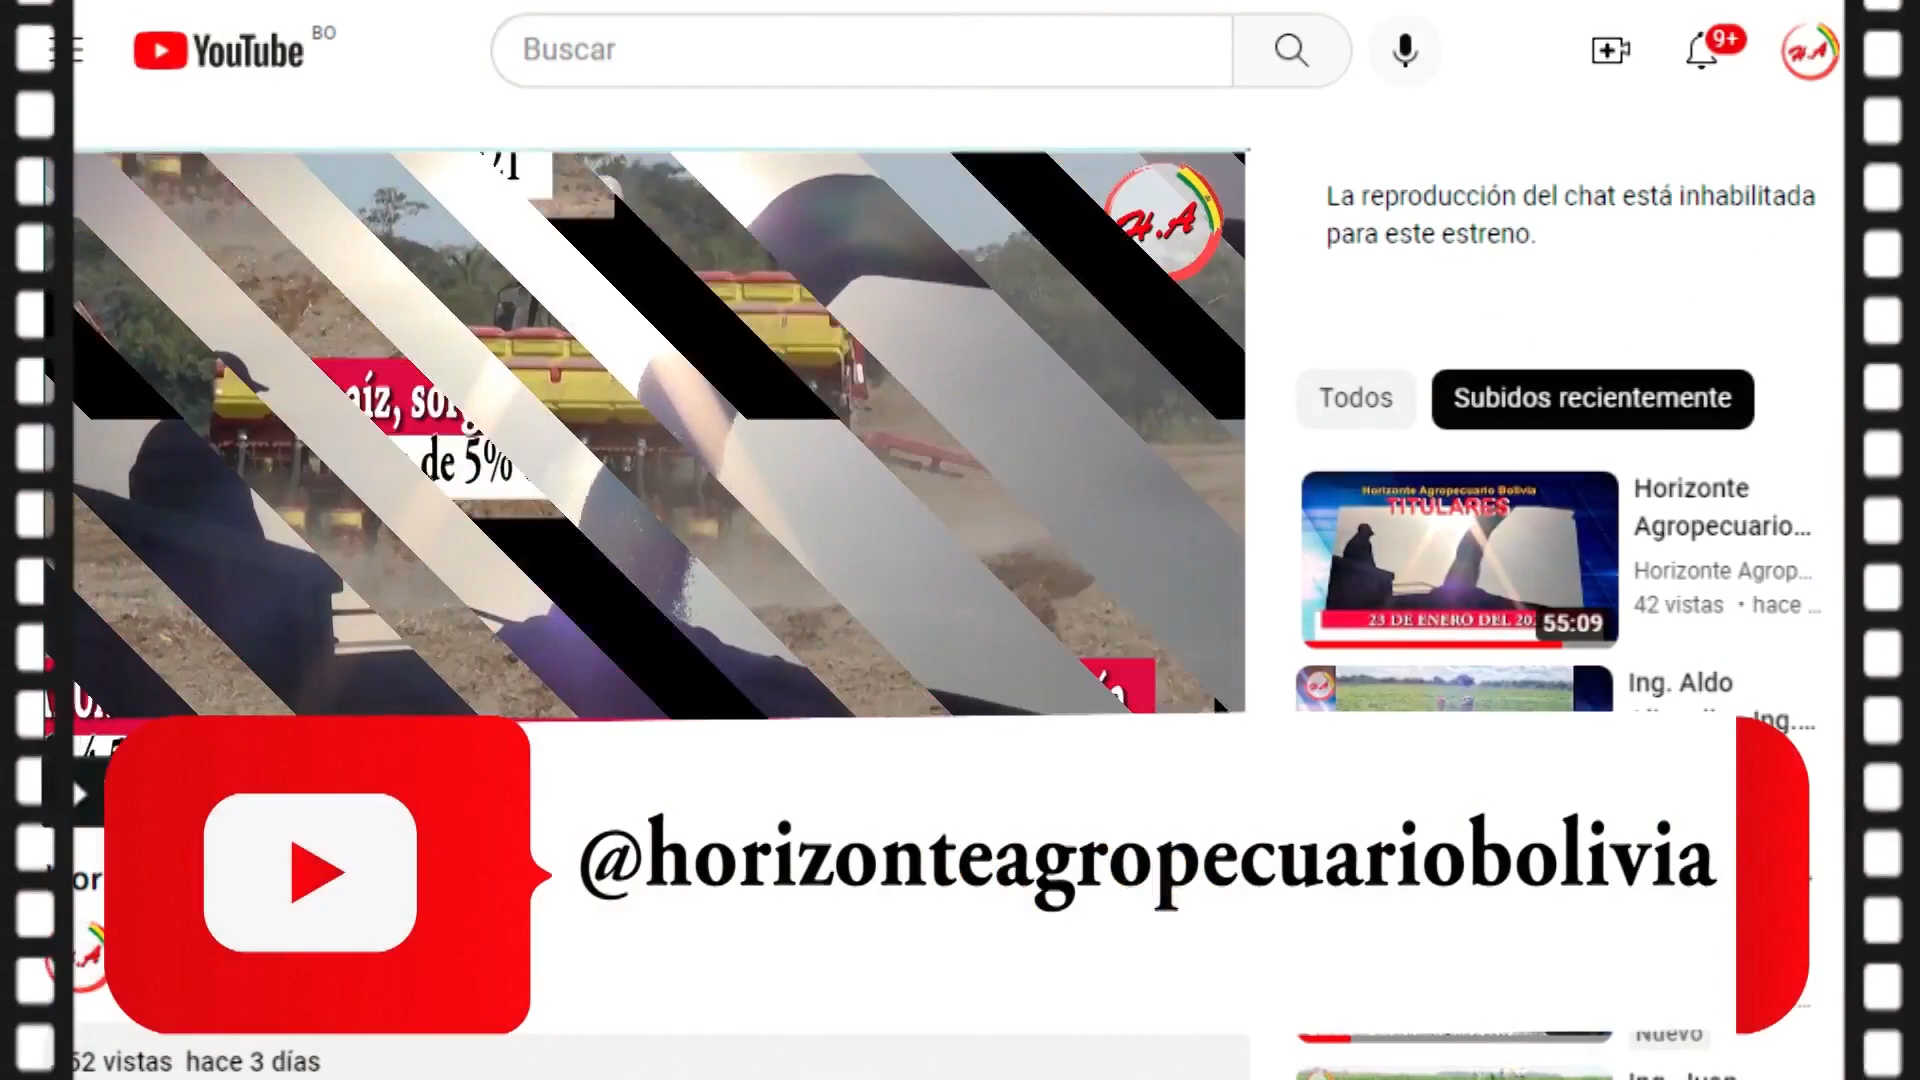 YouTube BO
Buscar
9+
H.A
H.A
La reproducción del chat está inhabilitada
para este estreno.
Todos
Subidos recientemente
de 5%
Horizonte Agropecuario Bolivia
TITULARES
23 DE ENERO DEL 20
55:09
Horizonte
Agropecuario...
Horizonte Agrop...
42 vistas • hace ...
Ing. Aldo
@horizonteagropecuariobolivia
52 vistas hace 3 días
Nuevo